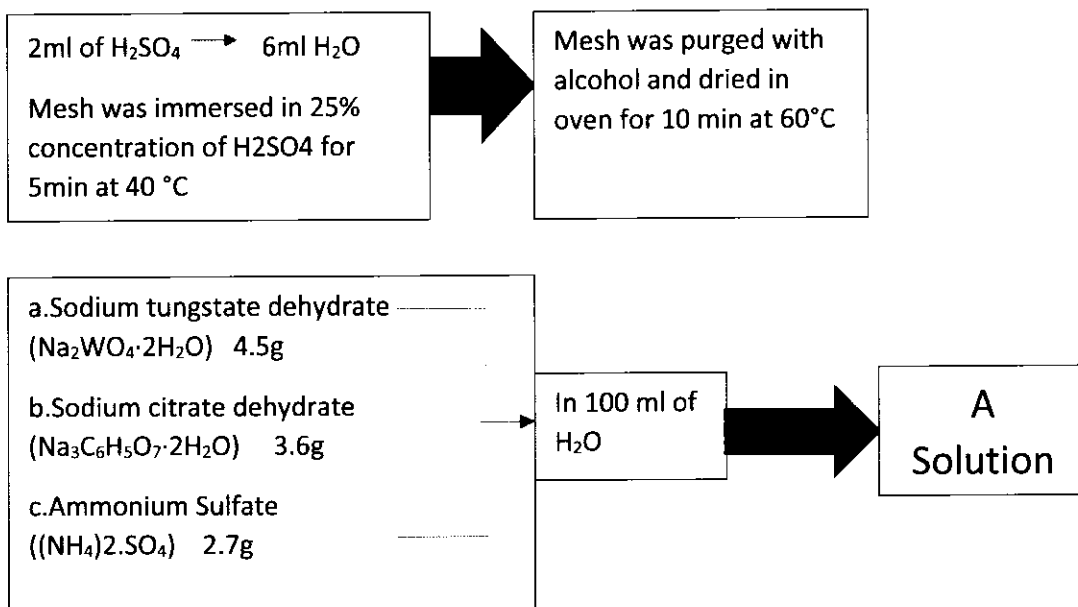 2ml of H₂SO₄ → 6ml H₂O
Mesh was immersed in 25%
concentration of H2SO4 for
5min at 40 °C
Mesh was purged with
alcohol and dried in
oven for 10 min at 60°C
a.Sodium tungstate dehydrate
(Na₂WO₄·2H₂O) 4.5g
b.Sodium citrate dehydrate
(Na₃C₆H₅O₇·2H₂O) 3.6g
c.Ammonium Sulfate
((NH₄)2.SO₄) 2.7g
In 100 ml of
H₂O
A
Solution